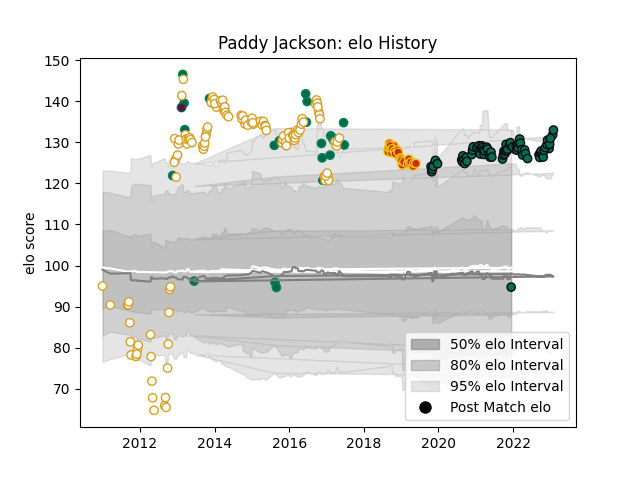 Paddy Jackson: elo History
150
140
130
120
110
100
90
80
70
elo score
2012
2014
2016
2018
2020
2022
50% elo Interval
80% elo Interval
95% elo Interval
Post Match elo